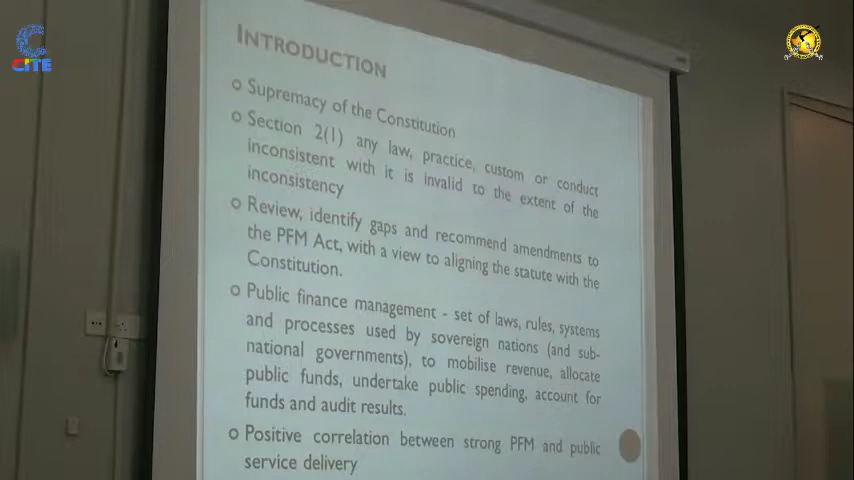 CITE
INTRODUCTION
Supremacy of the Constitution
Section 2(1) any law, practice, custom or conduct
inconsistent with it is invalid to the extent of the
inconsistency
Review, identify gaps and recommend amendments to
the PFM Act, with a view to aligning the statute with the
Constitution.
Public finance management - set of laws, rules, systems
and processes used by sovereign nations (and sub-
national governments), to mobilise revenue, allocate
public funds, undertake public spending, account for
funds and audit results.
Positive correlation between strong PFM and public
service delivery